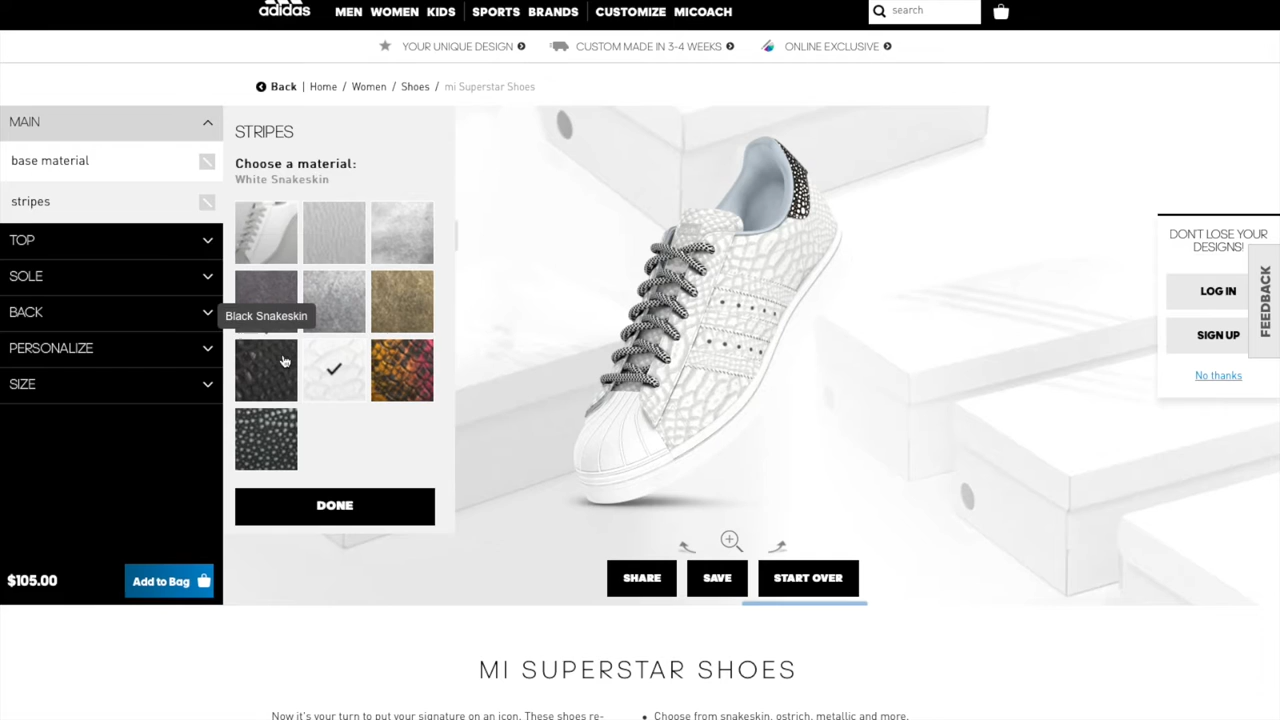 adidas
MEN WOMEN KIDS SPORTS BRANDS CUSTOMIZE MICOACH
search
YOUR UNIQUE DESIGN CUSTOM MADE IN 3-4 WEEKS ONLINE EXCLUSIVE
Back | Home / Women / Shoes / mi Superstar Shoes
MAIN
base material
stripes
TOP
SOLE
BACK
PERSONALIZE
SIZE
$105.00 Add to Bag
STRIPES
Choose a material:
White Snakeskin
Black Snakeskin
DONE
SHARE SAVE START OVER
DON'T LOSE YOUR
DESIGNS!
LOG IN
SIGN UP
No thanks
FEEDBACK
MI SUPERSTAR SHOES
Now it's your turn to put your signature on an icon. These shoes re-
• Choose from snakeskin, ostrich, metallic and more.